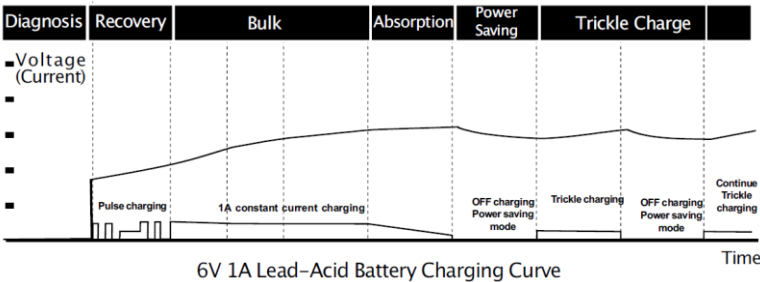 Diagnosis Recovery Bulk Absorption Power Saving Trickle Charge
Voltage
(Current)
Pulse charging
1A constant current charging
OFF charging
Power saving
mode
Trickle charging
OFF charging
Power saving
mode
Continue
Trickle
charging
Time
6V 1A Lead-Acid Battery Charging Curve